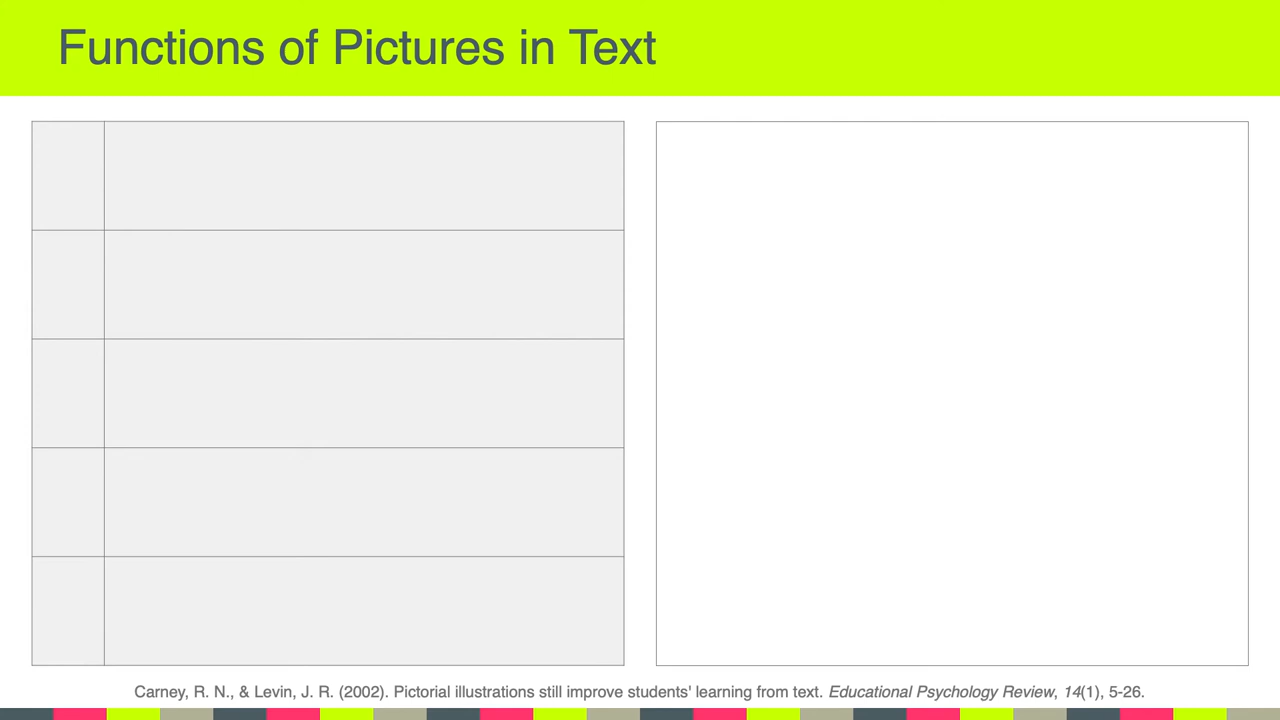 Functions of Pictures in Text
Carney, R. N., & Levin, J. R. (2002). Pictorial illustrations still improve students' learning from text. Educational Psychology Review, 14(1), 5-26.